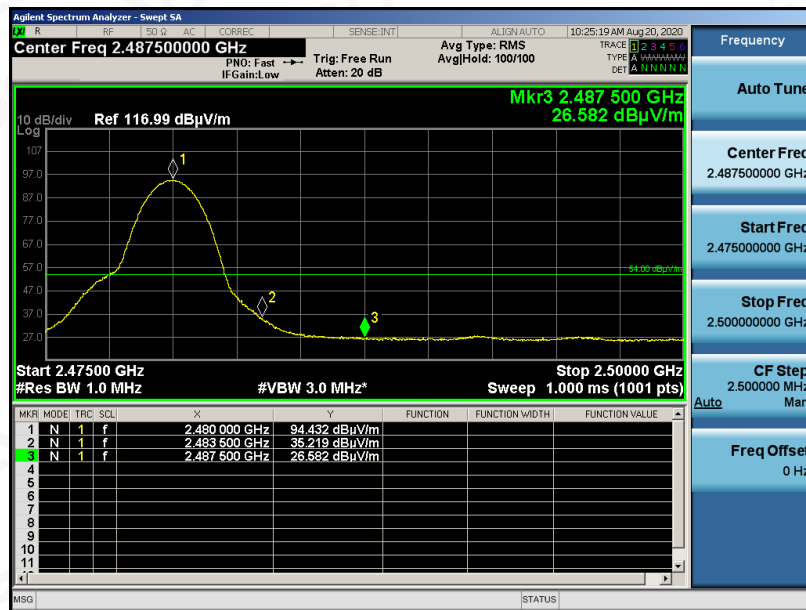 Agilent Spectrum Analyzer - Swept SA
LXI R RF 50 Ω AC CORREC SENSE:INT ALIGN AUTO 10:25:19 AM Aug 20, 2020
Center Freq 2.487500000 GHz
PNO: Fast
IFGain:Low
Trig: Free Run
Atten: 20 dB
Avg Type: RMS
Avg|Hold: 100/100
TRACE 1 2 3 4 5 6
TYPE A
DET A N N N N N
Mkr3 2.487 500 GHz
26.582 dBµV/m
10 dB/div Ref 116.99 dBµV/m
Log
107
97.0
87.0
77.0
67.0
57.0
47.0
37.0
27.0
1
2
3
54.00 dBµV/m
Start 2.47500 GHz Stop 2.50000 GHz
#Res BW 1.0 MHz #VBW 3.0 MHz* Sweep 1.000 ms (1001 pts)
MKR MODE TRC SCL X Y FUNCTION FUNCTION WIDTH FUNCTION VALUE
1 N 1 f 2.480 000 GHz 94.432 dBµV/m
2 N 1 f 2.483 500 GHz 35.219 dBµV/m
3 N 1 f 2.487 500 GHz 26.582 dBµV/m
4
5
6
7
8
9
10
11
MSG STATUS
Frequency
Auto Tune
Center Freq
2.487500000 GHz
Start Freq
2.475000000 GHz
Stop Freq
2.500000000 GHz
CF Step
2.500000 MHz
Auto Man
Freq Offset
0 Hz